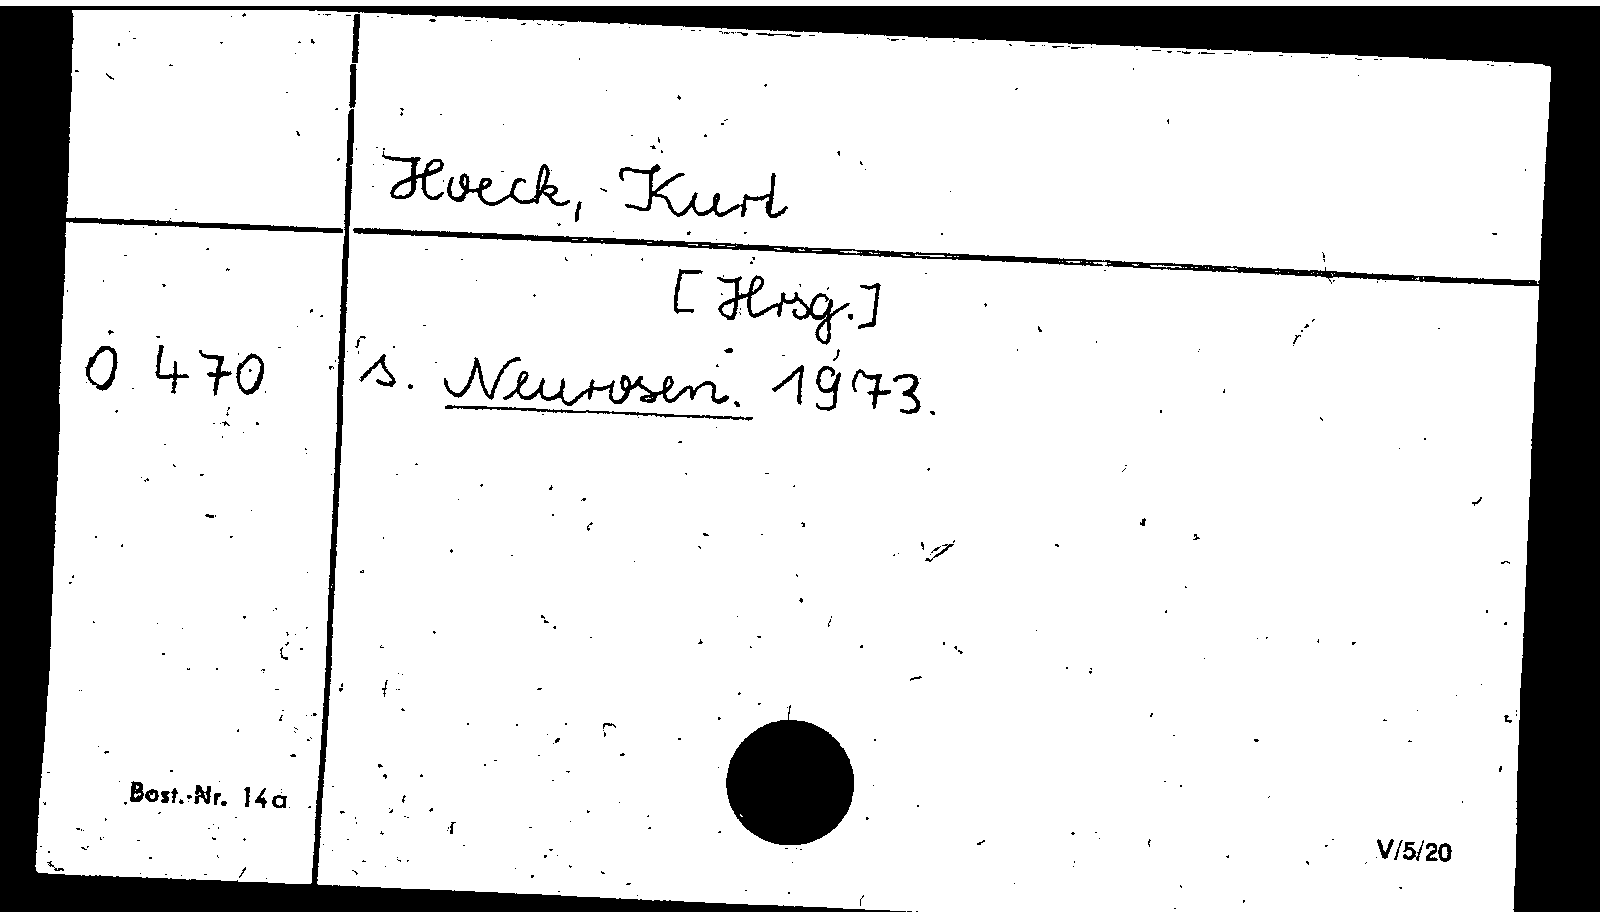 Hoeck, Kurt
[Hrsg.]
0 470 s. Neurosen. 1973.
Best.-Nr. 14a
V/5/20